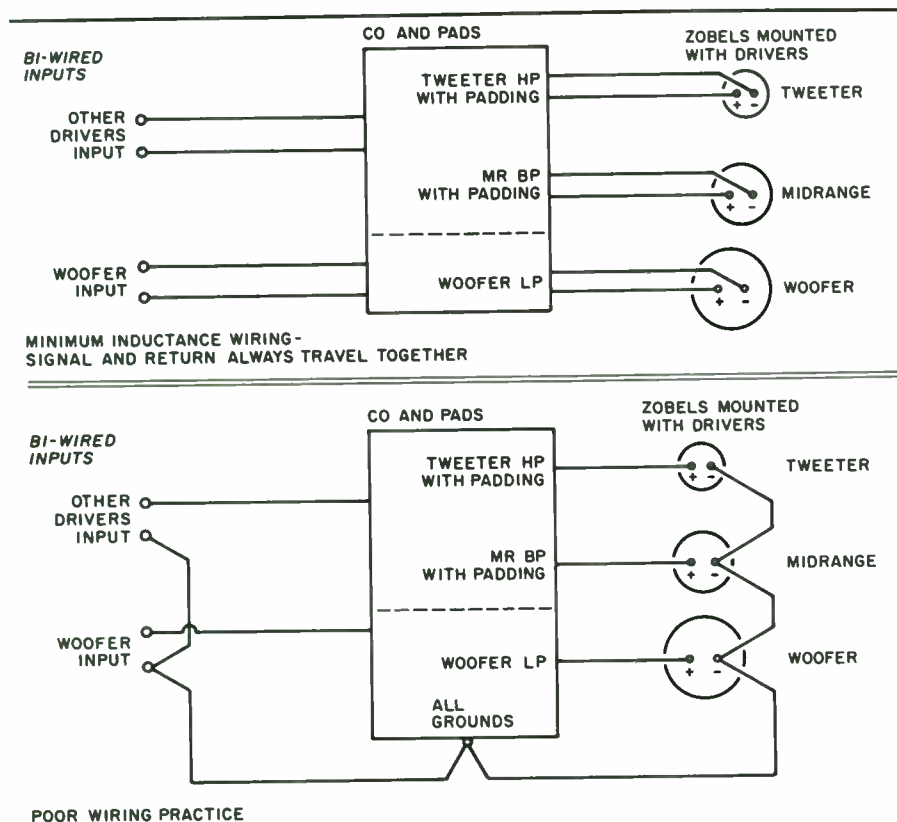 CO AND PADS
ZOBELS MOUNTED
WITH DRIVERS
BI-WIRED
INPUTS
TWEETER HP
WITH PADDING
TWEETER
+ -
OTHER
DRIVERS
INPUT
MR BP
WITH PADDING
MIDRANGE
+ -
WOOFER
INPUT
WOOFER LP
WOOFER
+ -
MINIMUM INDUCTANCE WIRING-
SIGNAL AND RETURN ALWAYS TRAVEL TOGETHER
CO AND PADS
ZOBELS MOUNTED
WITH DRIVERS
BI-WIRED
INPUTS
TWEETER HP
WITH PADDING
TWEETER
+ -
OTHER
DRIVERS
INPUT
MR BP
WITH PADDING
MIDRANGE
+ -
WOOFER
INPUT
WOOFER LP
WOOFER
+ -
ALL
GROUNDS
POOR WIRING PRACTICE